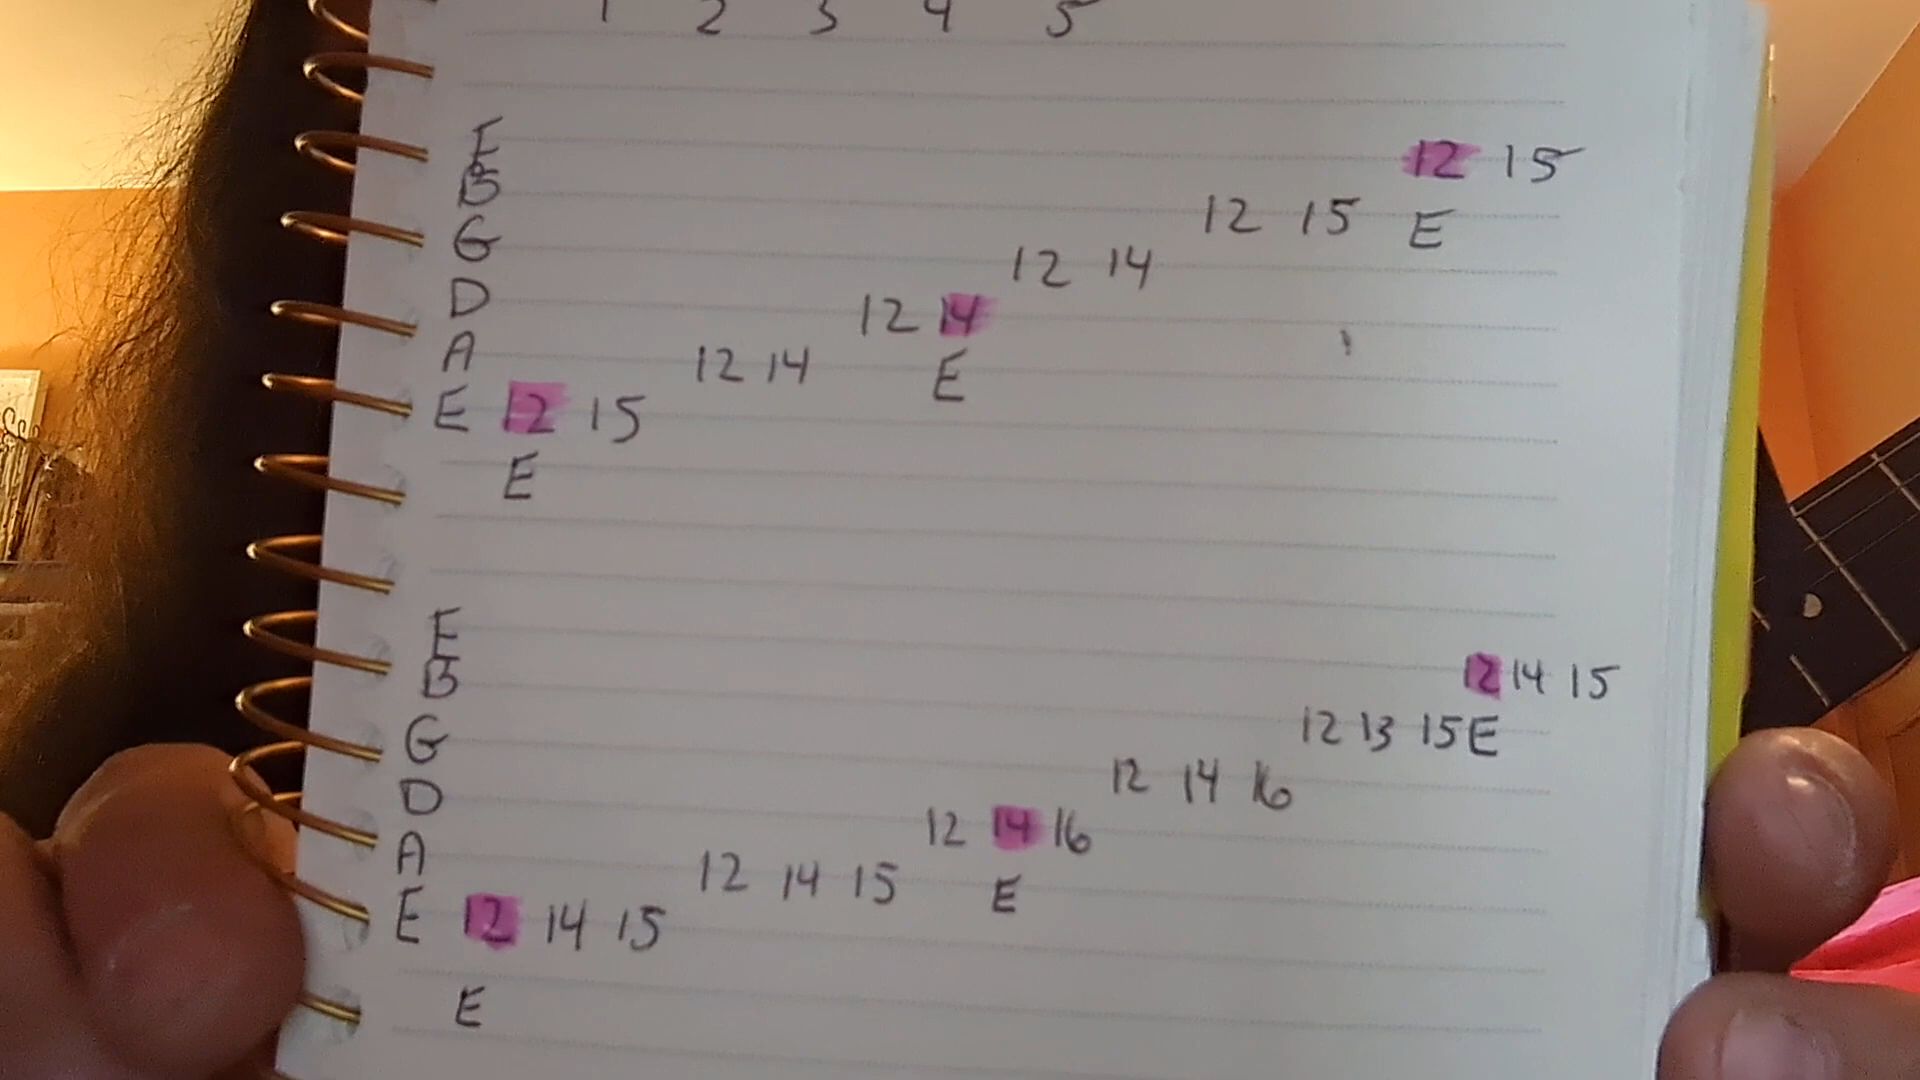 1 2 3 4 5
E 12 15
B 12 15 E
G 12 14
D 12 14
A 12 14 E
E 12 15
E
E 12 14 15
B 12 13 15 E
G 12 14 16
D 12 14 16
A 12 14 15 E
E 12 14 15
E